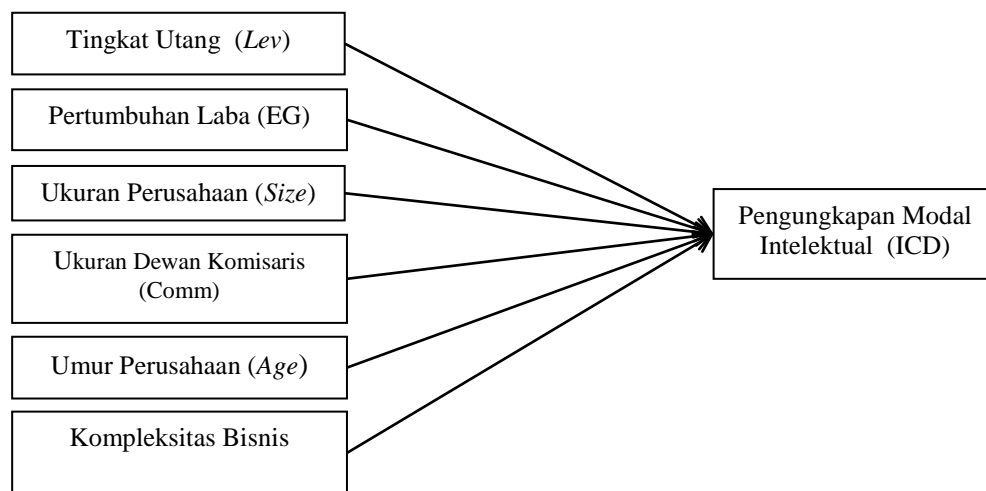 Tingkat Utang (Lev)
Pertumbuhan Laba (EG)
Ukuran Perusahaan (Size)
Ukuran Dewan Komisaris
(Comm)
Umur Perusahaan (Age)
Kompleksitas Bisnis
Pengungkapan Modal
Intelektual (ICD)